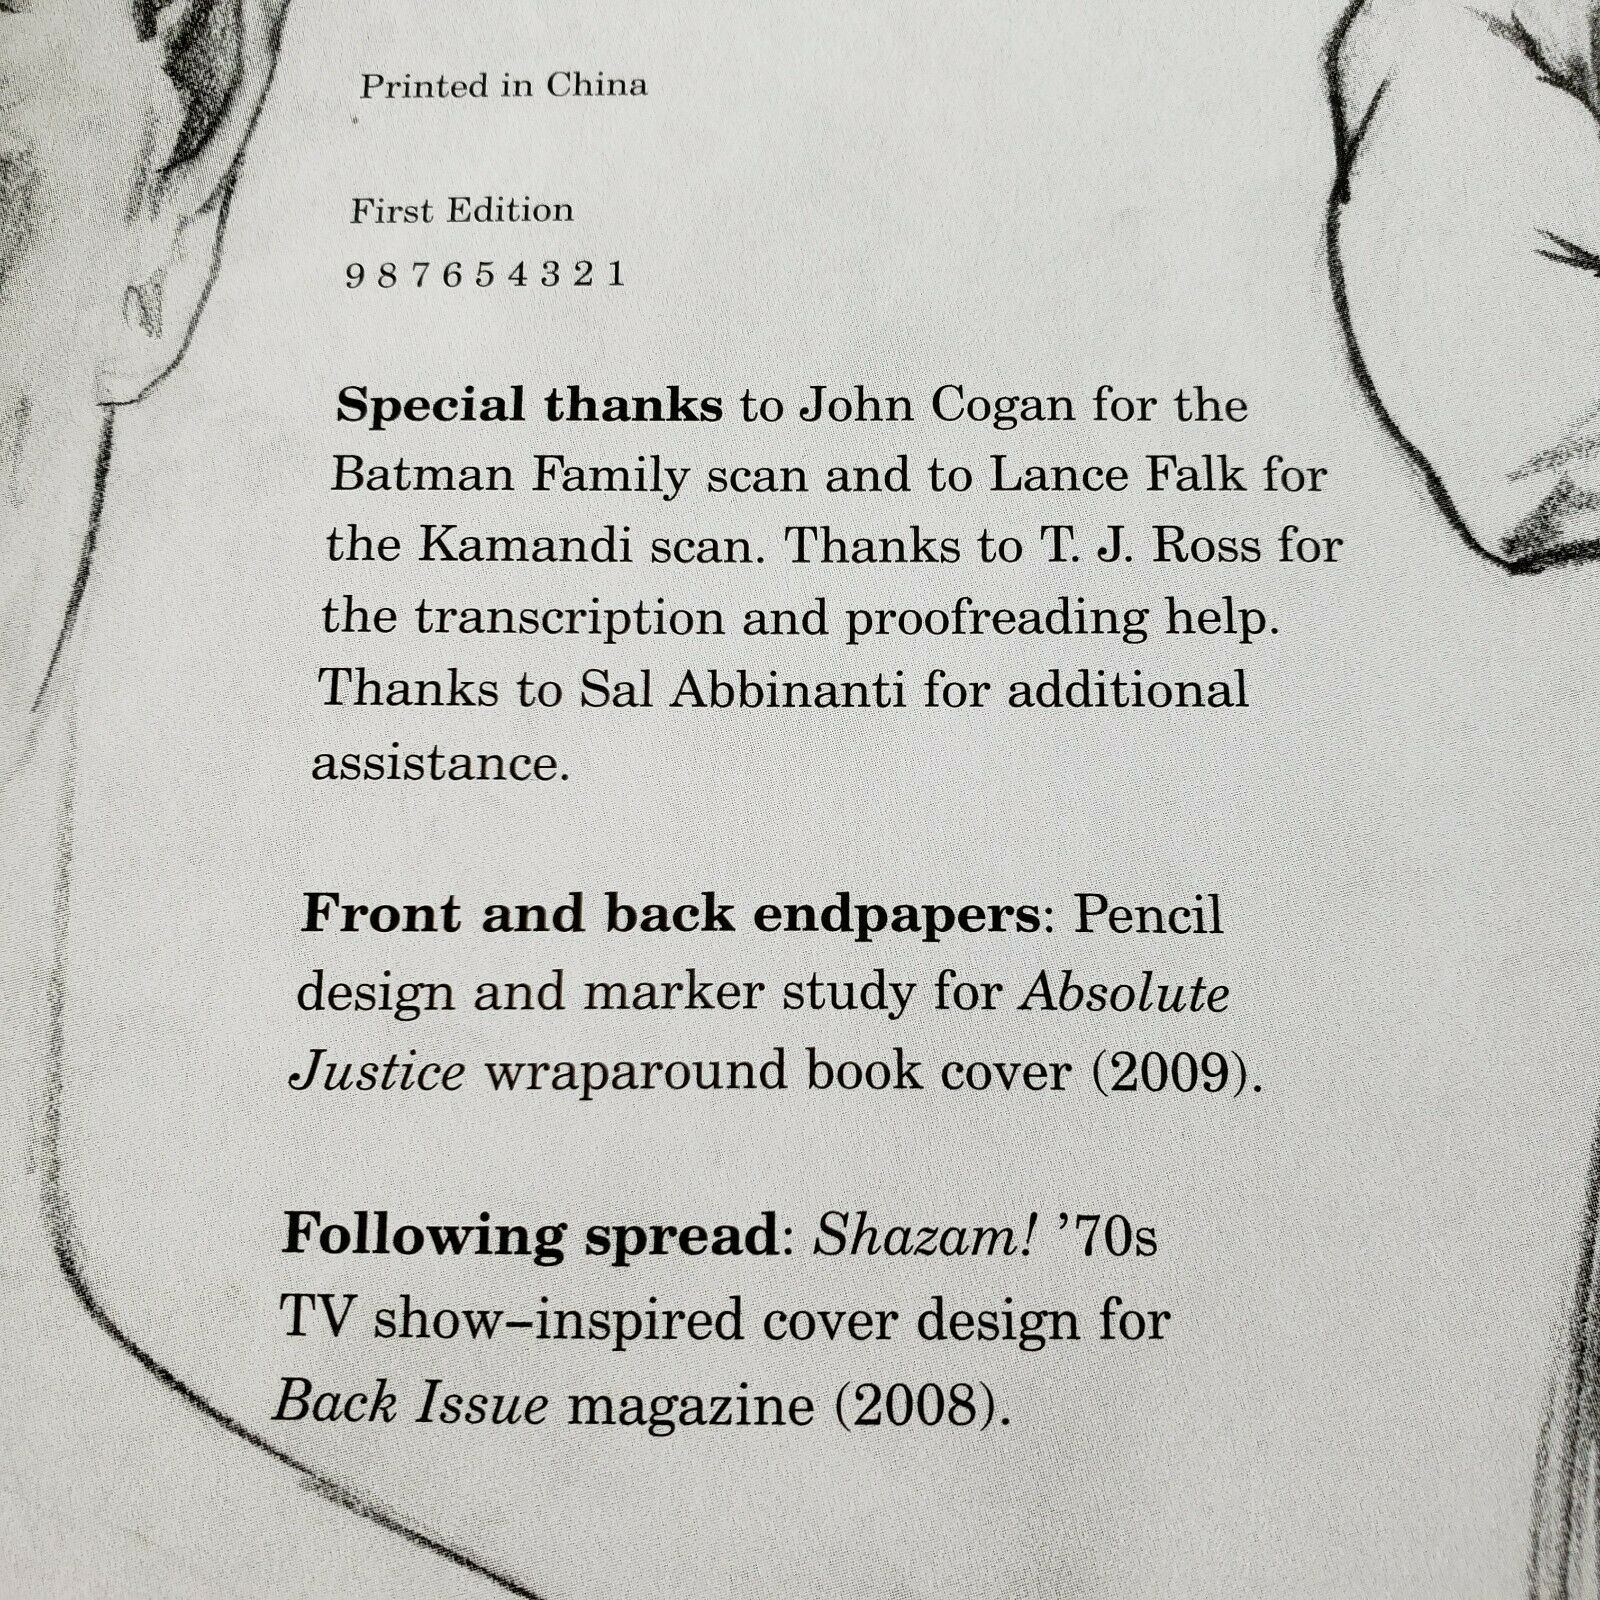 Printed in China
First Edition
9 8 7 6 5 4 3 2 1
Special thanks to John Cogan for the
Batman Family scan and to Lance Falk for
the Kamandi scan. Thanks to T. J. Ross for
the transcription and proofreading help.
Thanks to Sal Abbinanti for additional
assistance.
Front and back endpapers: Pencil
design and marker study for Absolute
Justice wraparound book cover (2009).
Following spread: Shazam! ’70s
TV show–inspired cover design for
Back Issue magazine (2008).